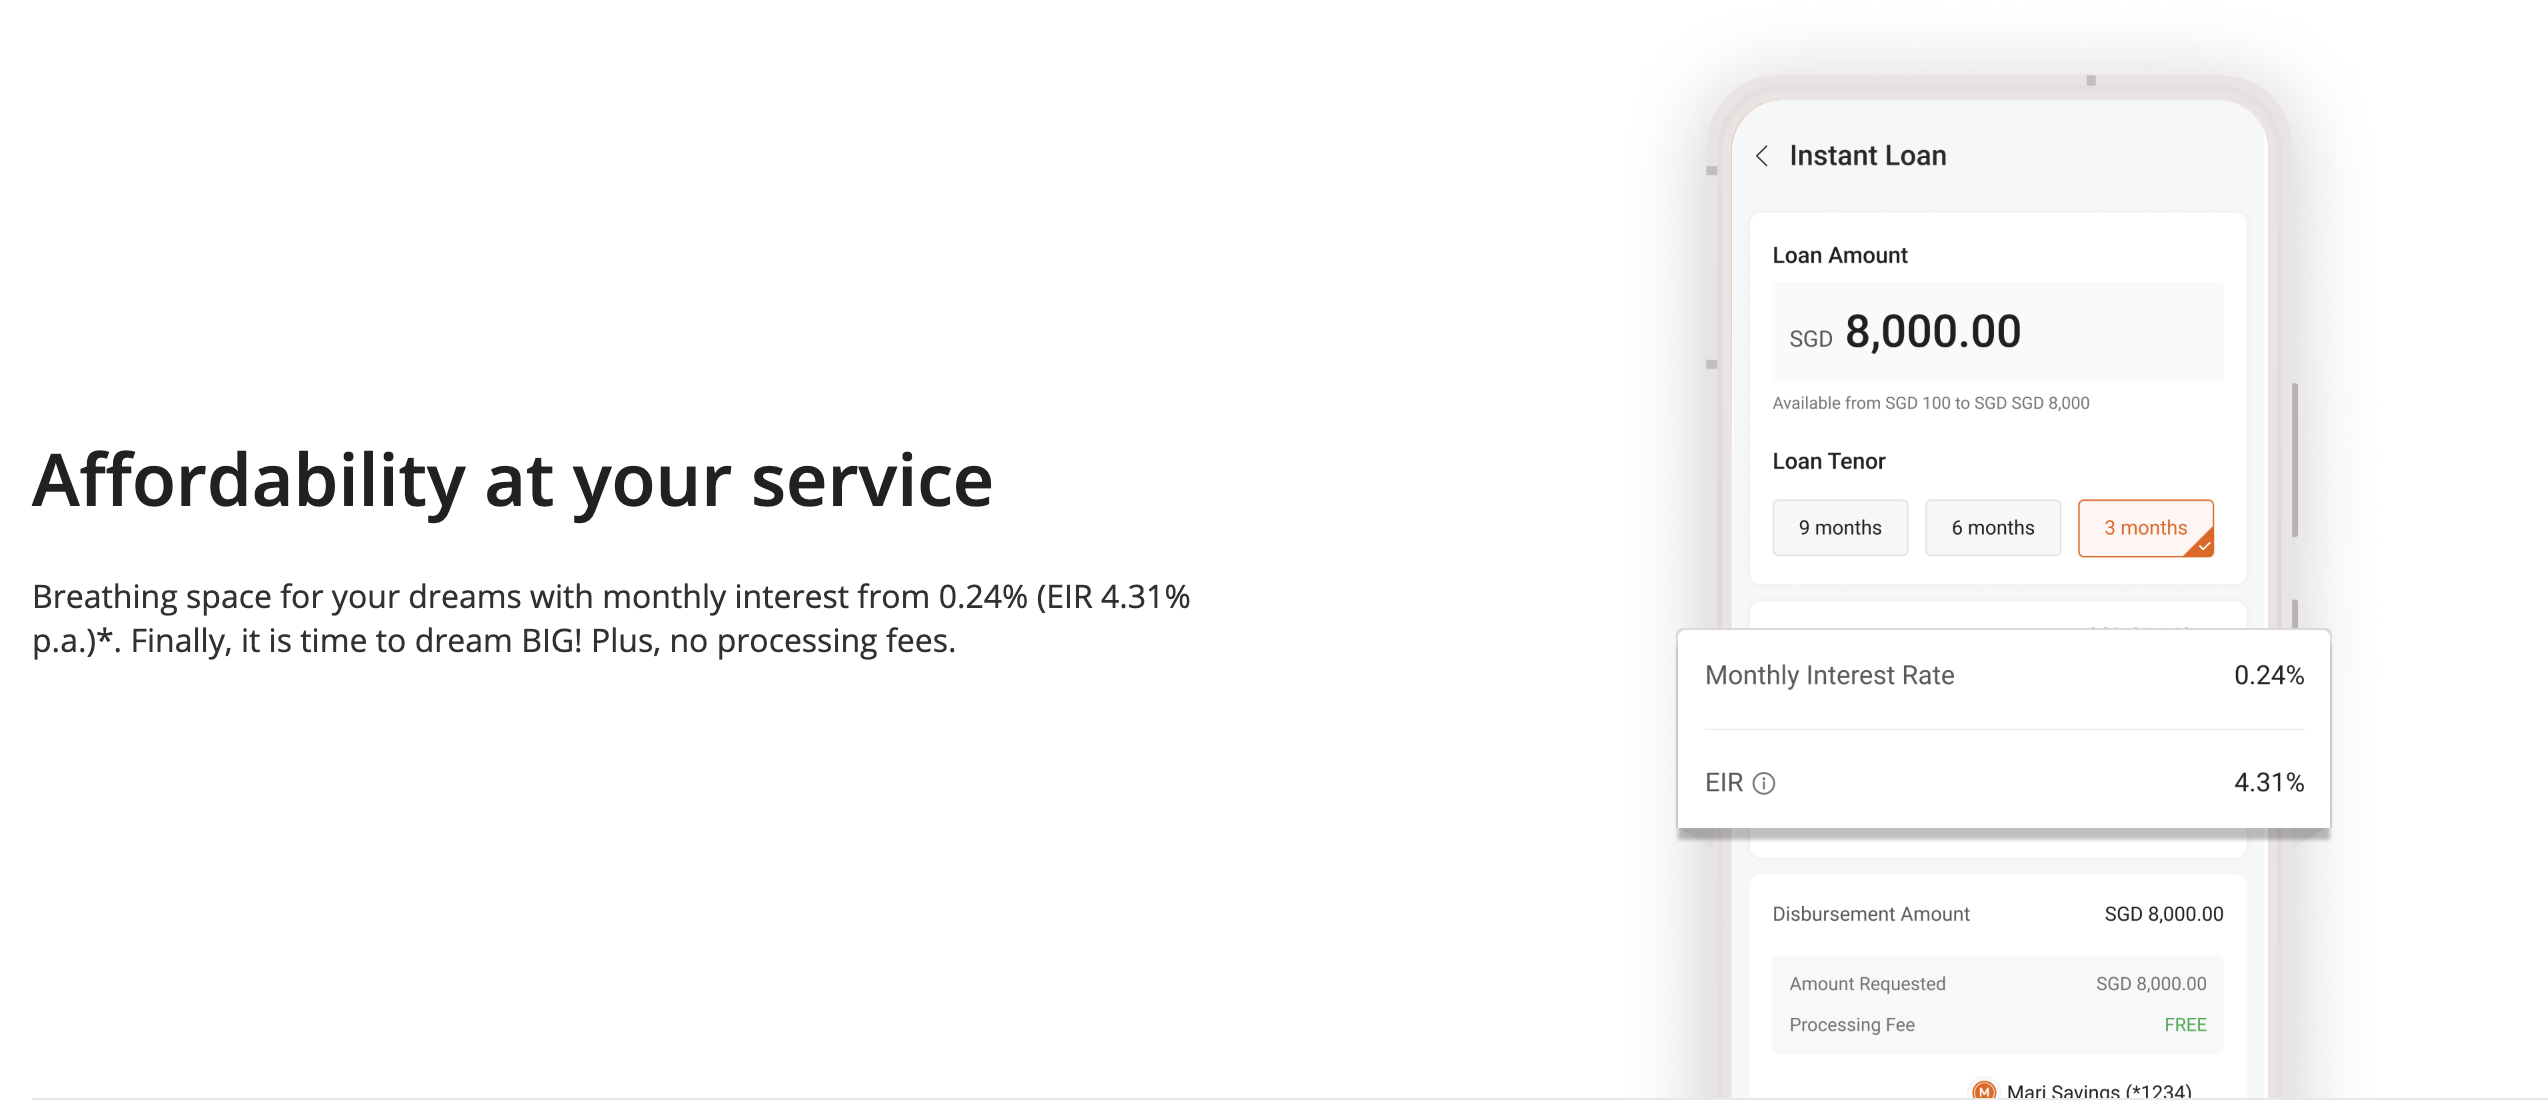 Affordability at your service
Breathing space for your dreams with monthly interest from 0.24% (EIR 4.31%
p.a.)*. Finally, it is time to dream BIG! Plus, no processing fees.
Instant Loan
Loan Amount
SGD 8,000.00
Available from SGD 100 to SGD SGD 8,000
Loan Tenor
9 months 6 months 3 months
Monthly Interest Rate 0.24%
EIR 4.31%
Disbursement Amount SGD 8,000.00
Amount Requested SGD 8,000.00
Processing Fee FREE
M Mari Savings (*1234)